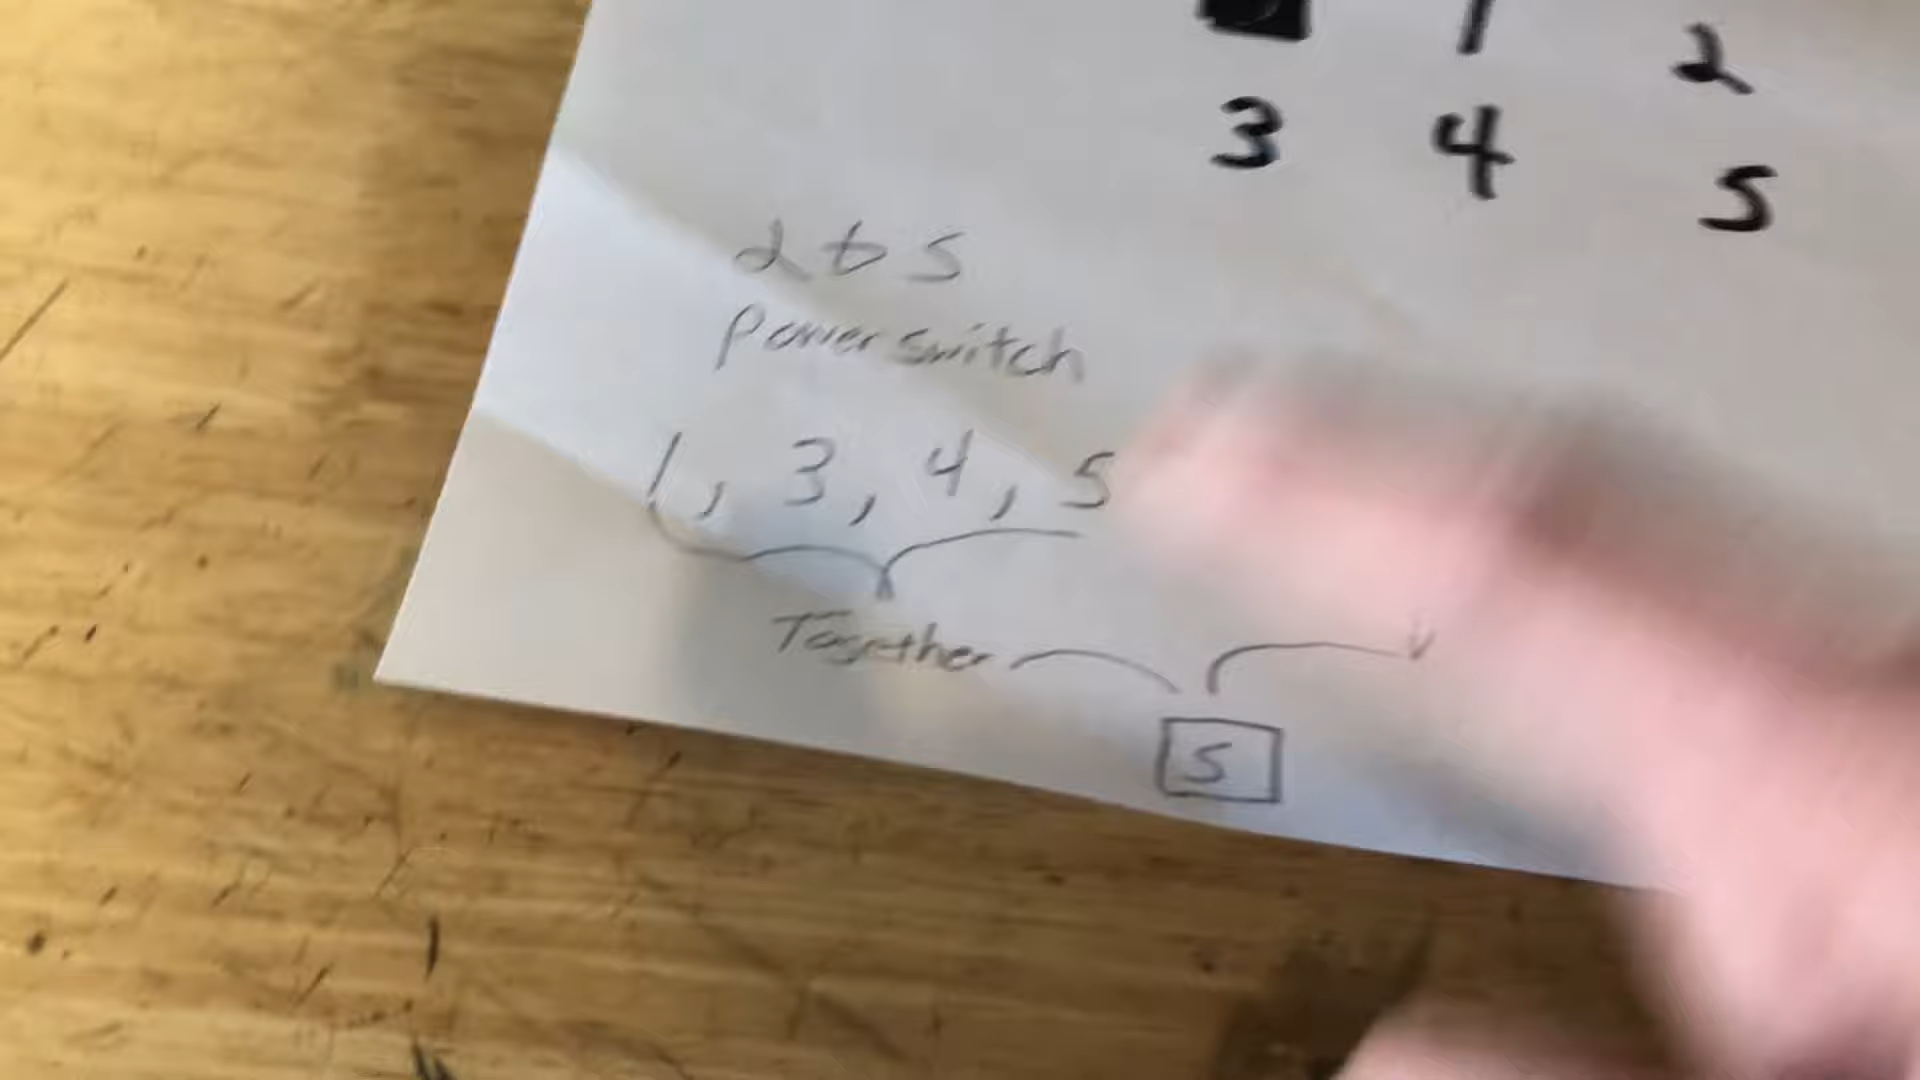 1 2
3 4 5
2 to 5
Power switch
1, 3, 4, 5
Together
5